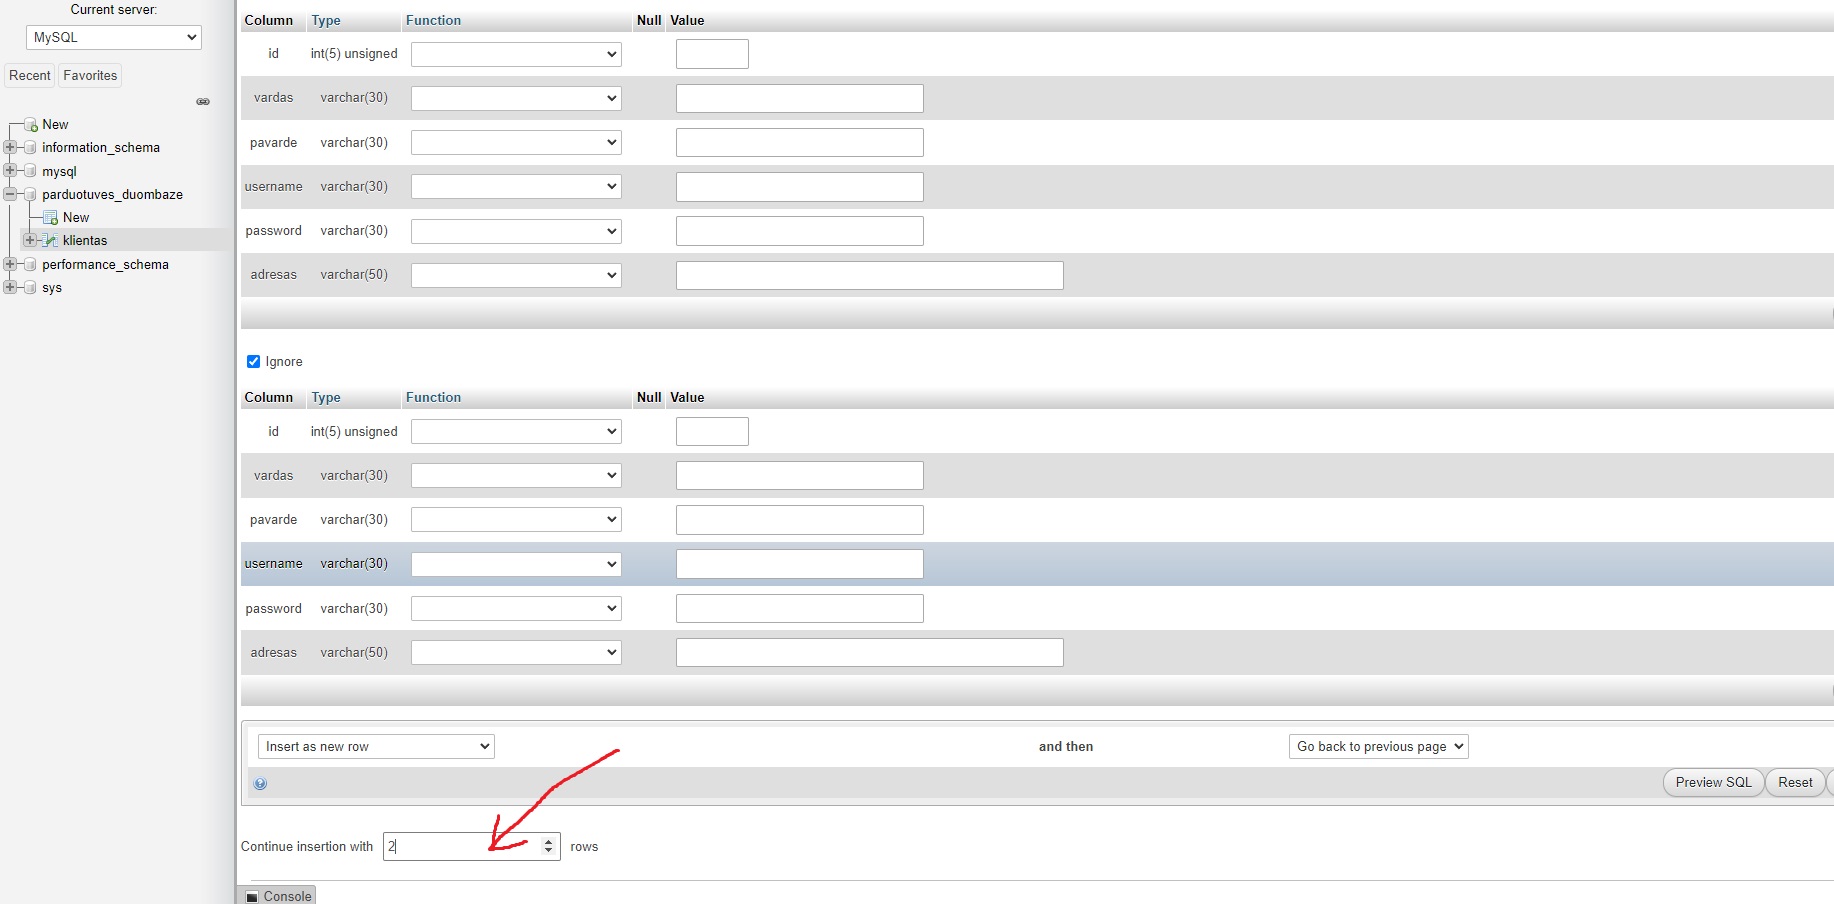 Current server:
MySQL
Recent Favorites
New
information_schema
mysql
parduotuves_duombaze
New
klientas
performance_schema
sys
Column Type Function Null Value
id int(5) unsigned
vardas varchar(30)
pavarde varchar(30)
username varchar(30)
password varchar(30)
adresas varchar(50)
Ignore
Column Type Function Null Value
id int(5) unsigned
vardas varchar(30)
pavarde varchar(30)
username varchar(30)
password varchar(30)
adresas varchar(50)
Insert as new row and then Go back to previous page
Preview SQL Reset
Continue insertion with 2 rows
Console